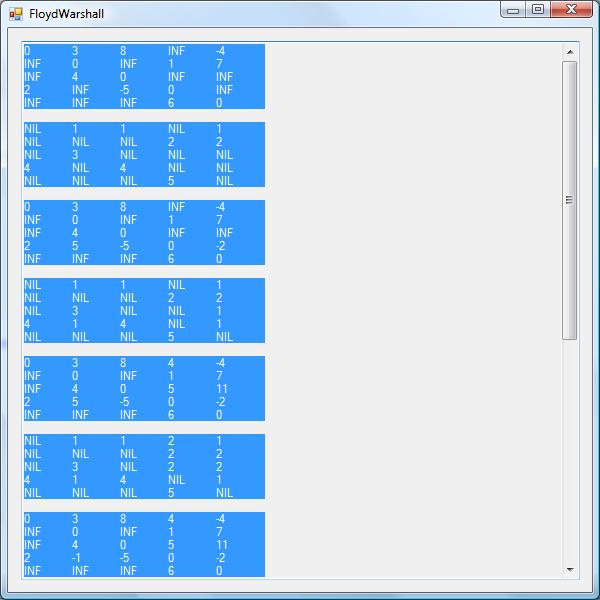 FloydWarshall
0 3 8 INF -4
INF 0 INF 1 7
INF 4 0 INF INF
2 INF -5 0 INF
INF INF INF 6 0
NIL 1 1 NIL 1
NIL NIL NIL 2 2
NIL 3 NIL NIL NIL
4 NIL 4 NIL NIL
NIL NIL NIL 5 NIL
0 3 8 INF -4
INF 0 INF 1 7
INF 4 0 INF INF
2 5 -5 0 -2
INF INF INF 6 0
NIL 1 1 NIL 1
NIL NIL NIL 2 2
NIL 3 NIL NIL 1
4 1 4 NIL 1
NIL NIL NIL 5 NIL
0 3 8 4 -4
INF 0 INF 1 7
INF 4 0 5 11
2 5 -5 0 -2
INF INF INF 6 0
NIL 1 1 2 1
NIL NIL NIL 2 2
NIL 3 NIL 2 2
4 1 4 NIL 1
NIL NIL NIL 5 NIL
0 3 8 4 -4
INF 0 INF 1 7
INF 4 0 5 11
2 -1 -5 0 -2
INF INF INF 6 0